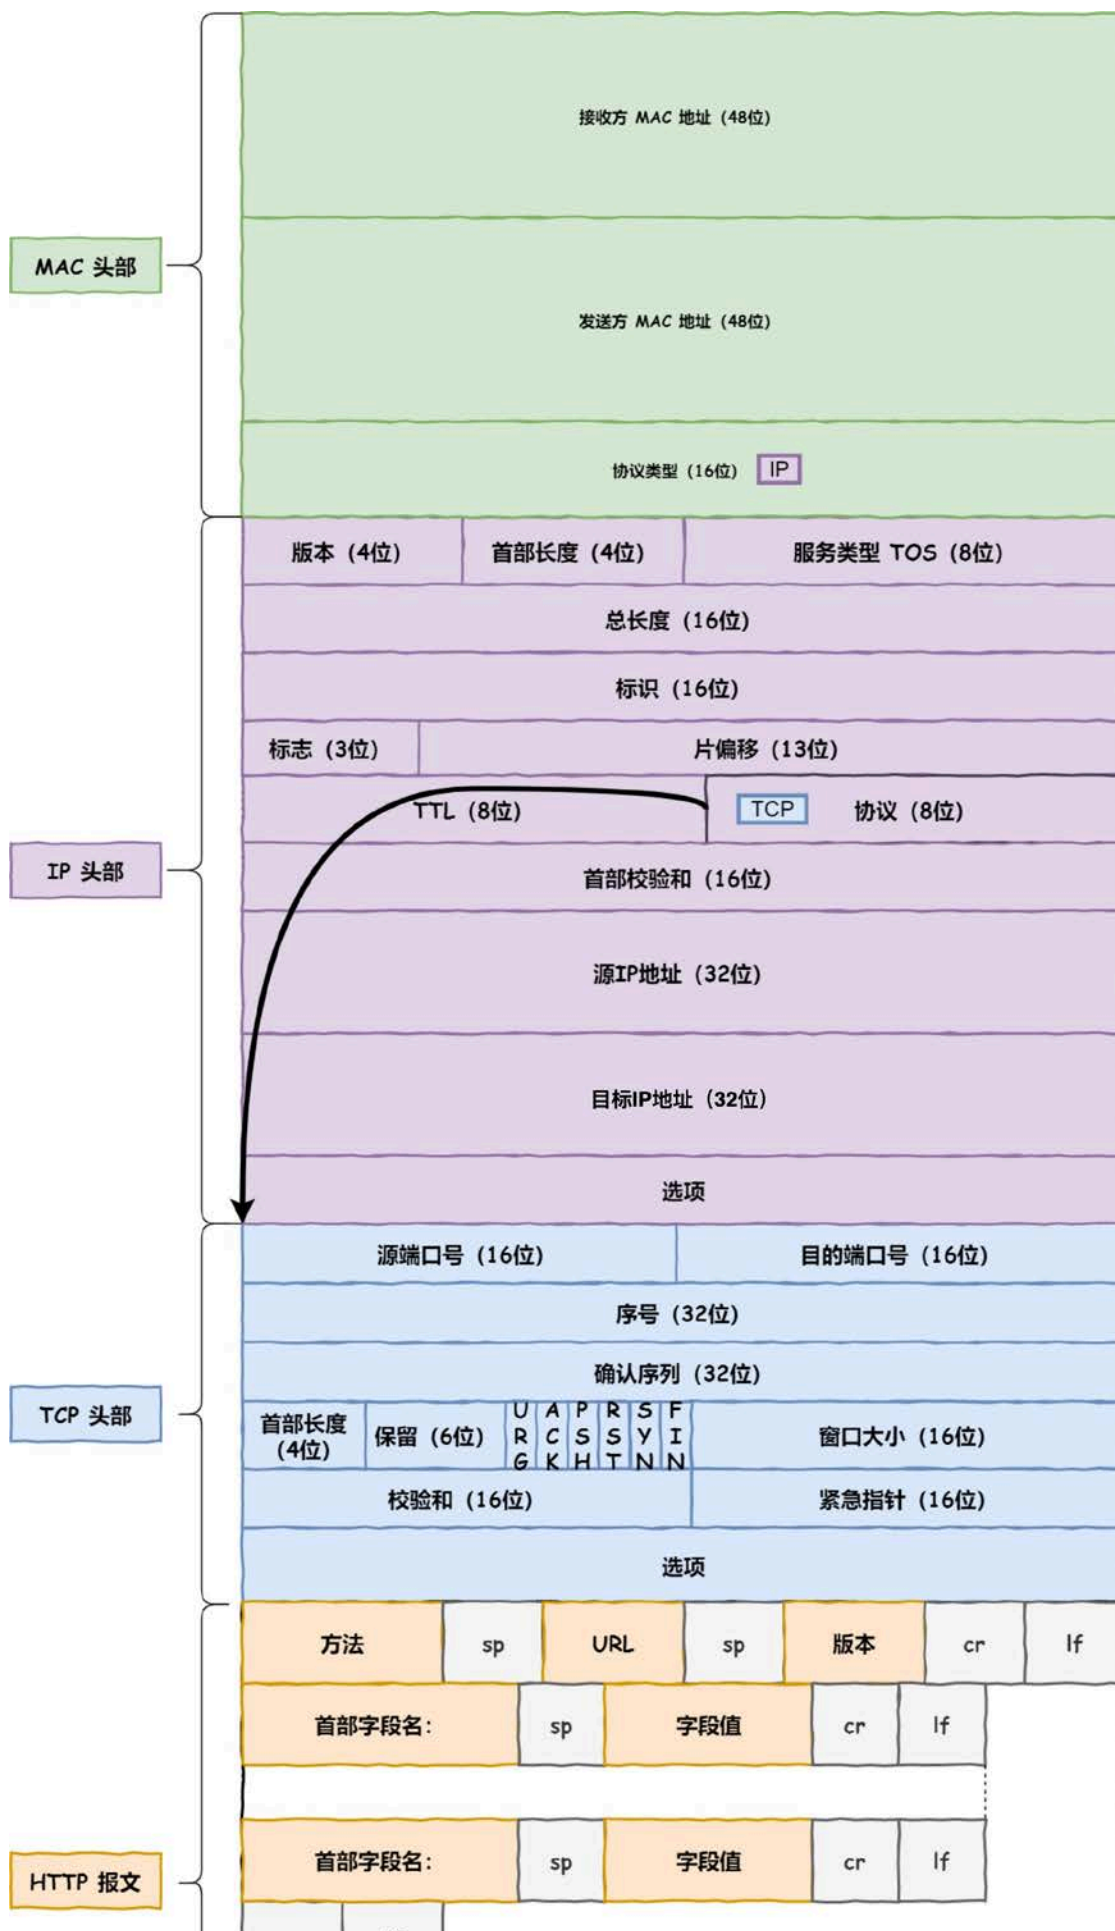 接收方 MAC 地址 (48位)
MAC 头部
发送方 MAC 地址 (48位)
协议类型 (16位) IP
版本 (4位) 首部长度 (4位) 服务类型 TOS (8位)
总长度 (16位)
标识 (16位)
标志 (3位) 片偏移 (13位)
TTL (8位) TCP 协议 (8位)
IP 头部
首部校验和 (16位)
源IP地址 (32位)
目标IP地址 (32位)
选项
源端口号 (16位) 目的端口号 (16位)
序号 (32位)
确认序列 (32位)
TCP 头部
首部长度 (4位) 保留 (6位) URG ACK PSH RST SYN FIN 窗口大小 (16位)
校验和 (16位) 紧急指针 (16位)
选项
方法 sp URL sp 版本 cr lf
首部字段名: sp 字段值 cr lf
首部字段名: sp 字段值 cr lf
HTTP 报文